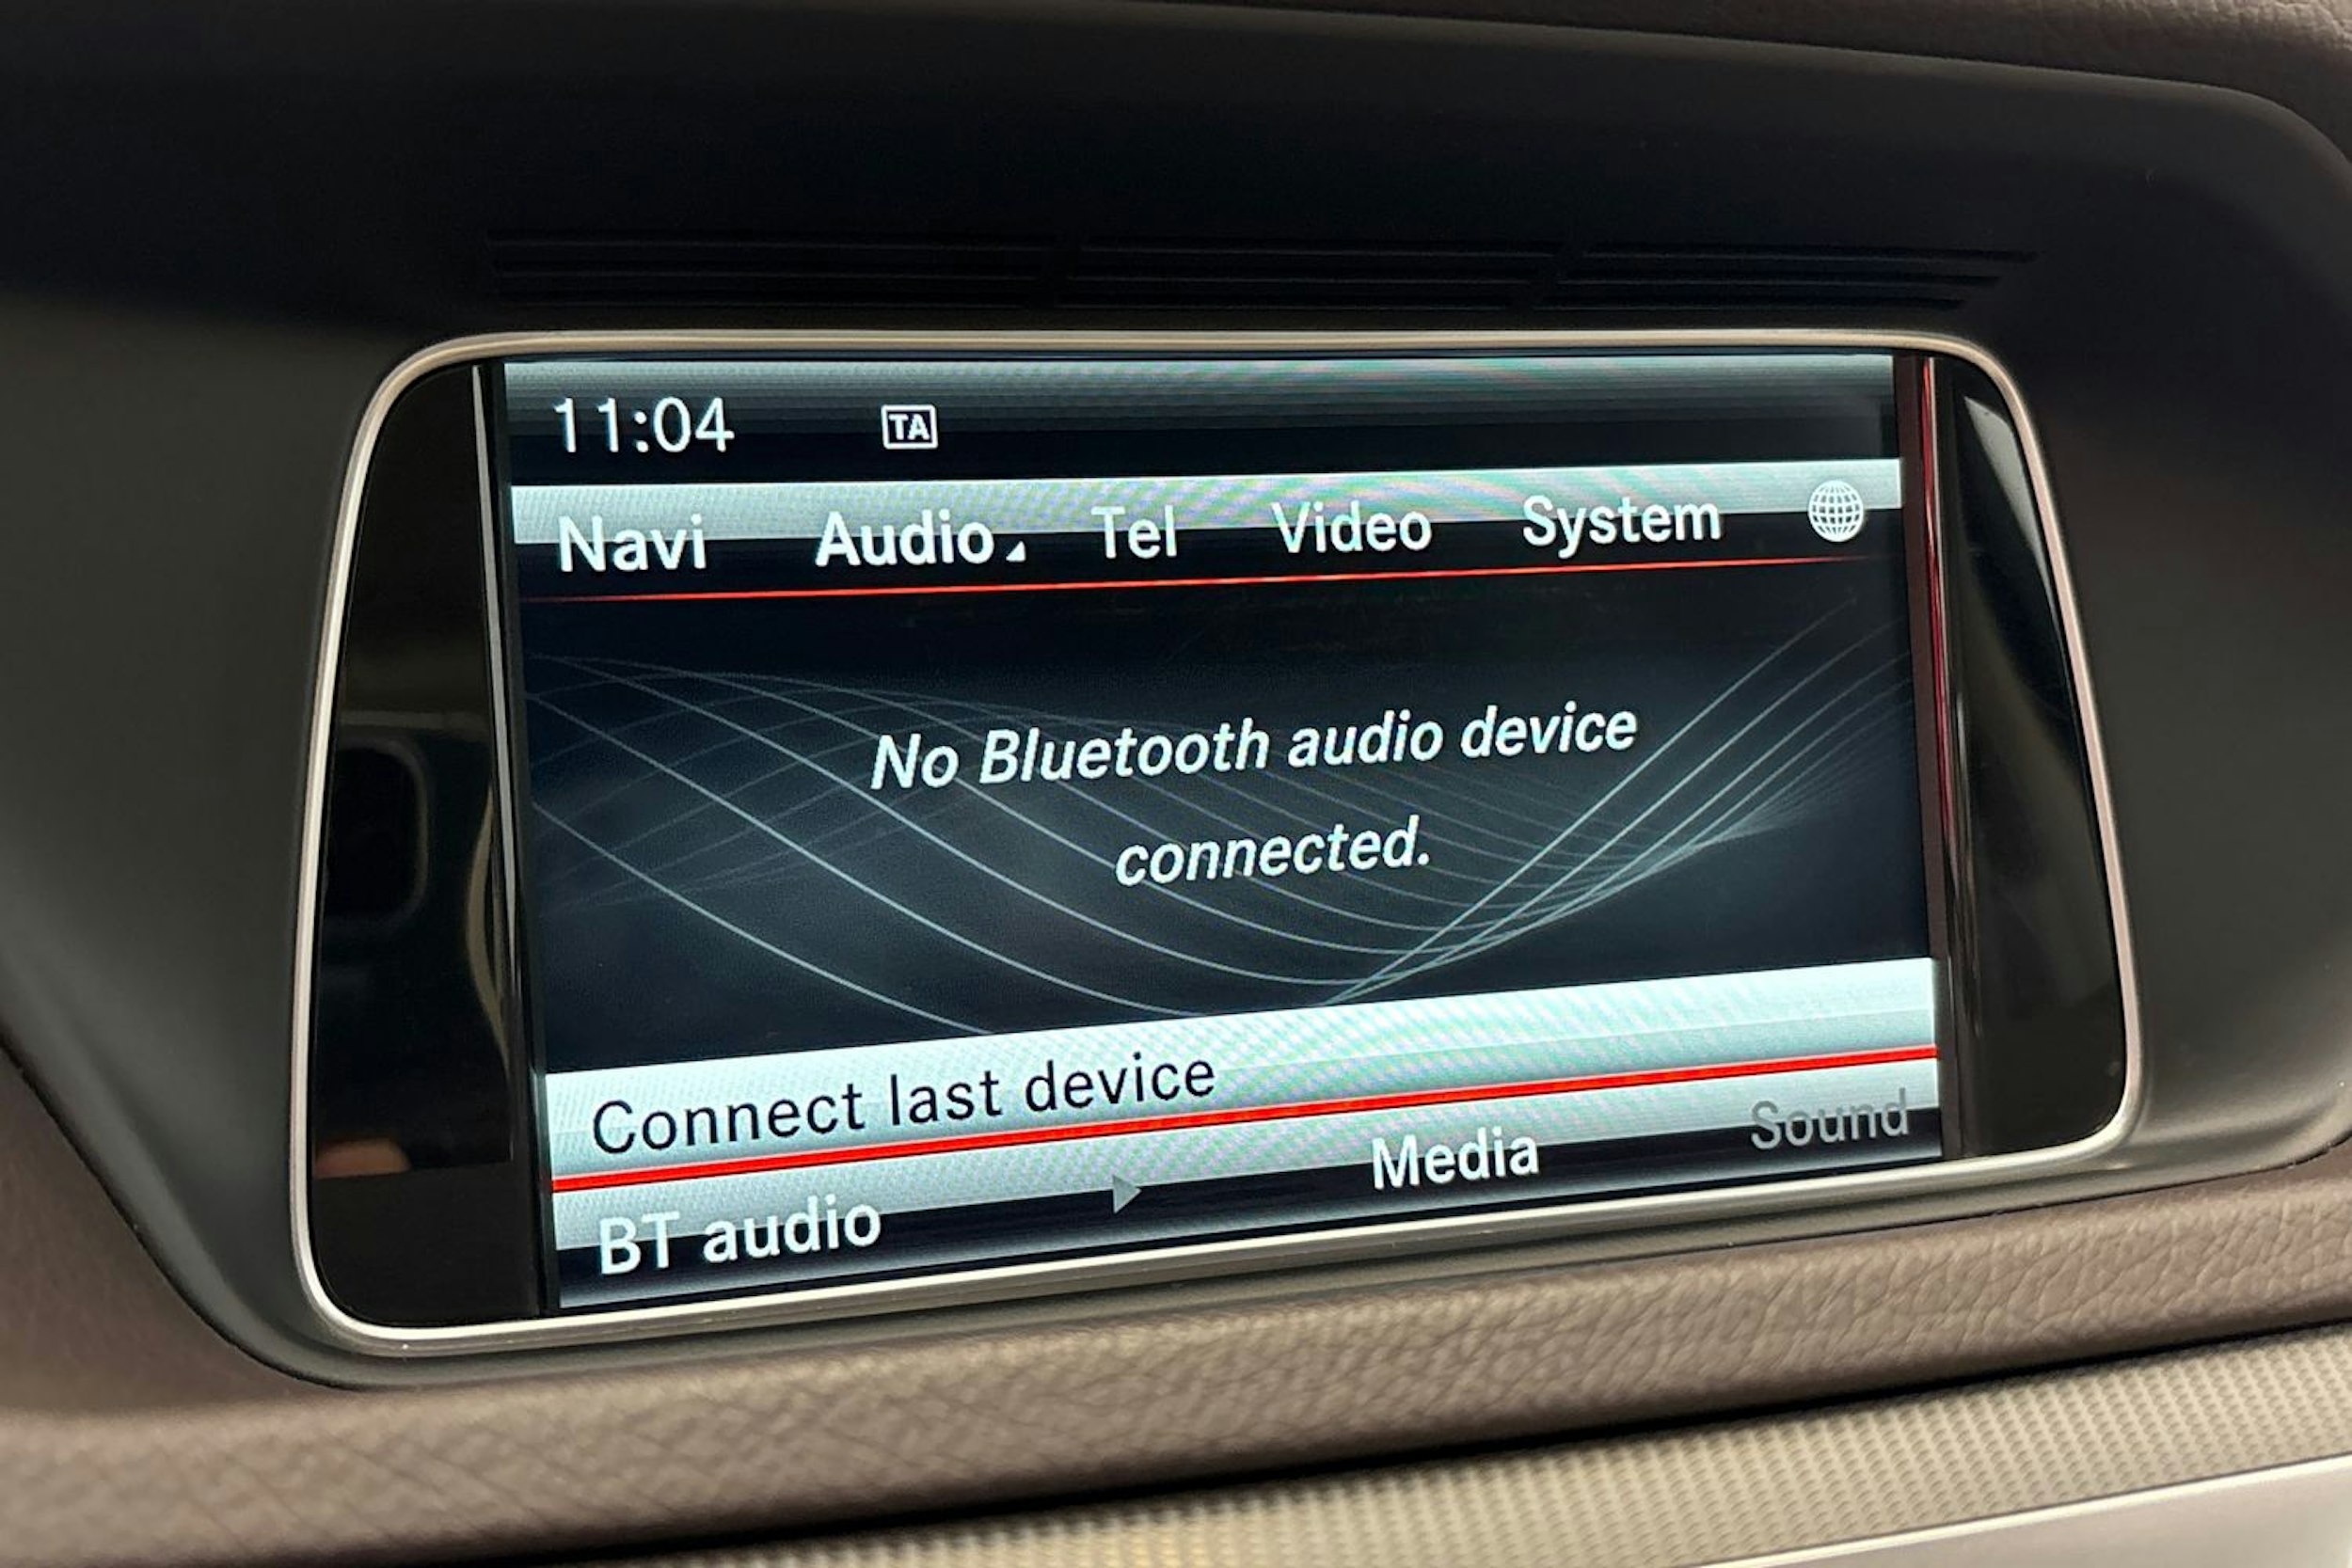 11:04 TA
Navi Audio Tel Video System
No Bluetooth audio device
connected.
Connect last device
BT audio Media Sound